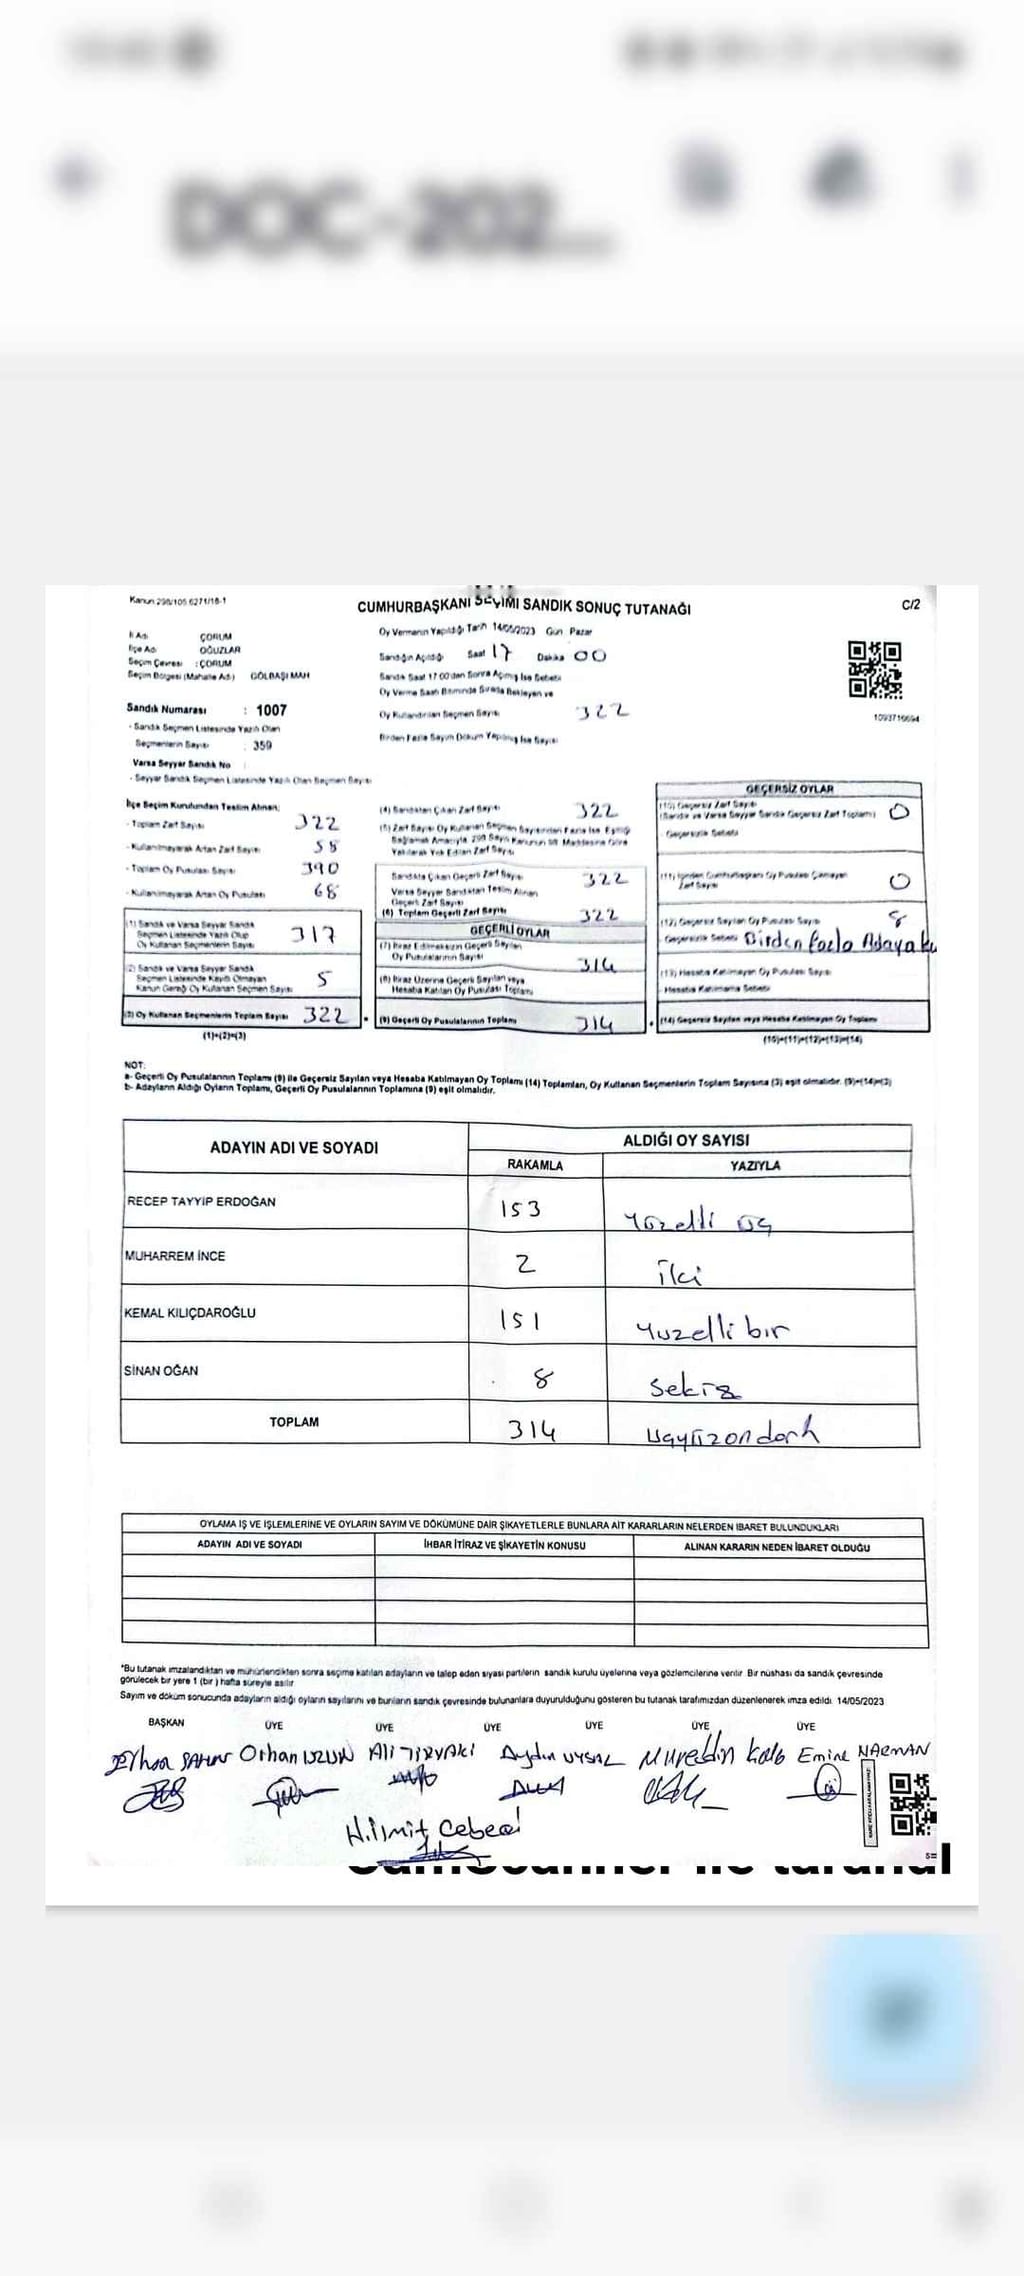 DOC-202...
Kanun 298/105 6271/18-1
CUMHURBAŞKANI SEÇİMİ SANDIK SONUÇ TUTANAĞI
C/2
İl Adı ÇORUM
İlçe Adı OĞUZLAR
Seçim Çevresi : ÇORUM
Seçim Bölgesi (Mahalle Adı) GÖLBAŞI MAH
Sandık Numarası : 1007
- Sandık Seçmen Listesinde Yazılı Olan
Seçmenlerin Sayısı : 359
Varsa Seyyar Sandık No
- Seyyar Sandık Seçmen Listesinde Yazılı Olan Seçmen Sayısı
Oy Vermenin Yapıldığı Tarih 14/05/2023 Gün Pazar
Sandığın Açıldığı Saat 17 Dakika 00
Sandık Saat 17 00'den Sonra Açılmış İse Sebebi
Oy Verme Saati Bitiminde Sırada Bekleyen ve
Oy Kullandırılan Seçmen Sayısı 322
Birden Fazla Sayım Döküm Yapılmış İse Sayısı
1093716694
İlçe Seçim Kurulundan Teslim Alınan:
- Toplam Zarf Sayısı 322
- Kullanılmayarak Artan Zarf Sayısı 58
- Toplam Oy Pusulası Sayısı 390
- Kullanılmayarak Artan Oy Pusulası 68
(1) Sandık ve Varsa Seyyar Sandık
Seçmen Listesinde Yazılı Olup
Oy Kullanan Seçmenlerin Sayısı 317
(2) Sandık ve Varsa Seyyar Sandık
Seçmen Listesinde Kayıtlı Olmayan
Kanun Gereği Oy Kullanan Seçmen Sayısı 5
(3) Oy Kullanan Seçmenlerin Toplam Sayısı 322
(1)+(2)=(3)
(4) Sandıktan Çıkan Zarf Sayısı 322
(5) Zarf Sayısı Oy Kullanan Seçmen Sayısından Fazla İse, Eşitliği
Sağlamak Amacıyla 298 Sayılı Kanunun 98 Maddesine Göre
Yakılarak Yok Edilen Zarf Sayısı
Sandıkta Çıkan Geçerli Zarf Sayısı 322
Varsa Seyyar Sandıktan Teslim Alınan
Geçerli Zarf Sayısı
(6) Toplam Geçerli Zarf Sayısı 322
GEÇERLİ OYLAR
(7) İtiraz Edilmeksizin Geçerli Sayılan
Oy Pusulalarının Sayısı 314
(8) İtiraz Üzerine Geçerli Sayılan veya
Hesaba Katılan Oy Pusulası Toplamı
(9) Geçerli Oy Pusulalarının Toplamı 314
GEÇERSİZ OYLAR
(10) Geçersiz Zarf Sayısı
(Sandık ve Varsa Seyyar Sandık Geçersiz Zarf Toplamı) 0
- Geçersizlik Sebebi
(11) İçinden Cumhurbaşkanı Oy Pusulası Çıkmayan
Zarf Sayısı 0
(12) Geçersiz Sayılan Oy Pusulası Sayısı 8
- Geçersizlik Sebebi Birden fazla Adaya ku
(13) Hesaba Katılmayan Oy Pusulası Sayısı
- Hesaba Katılmama Sebebi
(14) Geçersiz Sayılan veya Hesaba Katılmayan Oy Toplamı
(10)+(11)+(12)+(13)=(14)
NOT:
a- Geçerli Oy Pusulalarının Toplamı (9) ile Geçersiz Sayılan veya Hesaba Katılmayan Oy Toplamı (14) Toplamları, Oy Kullanan Seçmenlerin Toplam Sayısına (3) eşit olmalıdır. (9)+(14)=(3)
b- Adayların Aldığı Oyların Toplamı, Geçerli Oy Pusulalarının Toplamına (9) eşit olmalıdır.
ADAYIN ADI VE SOYADI
ALDIĞI OY SAYISI
RAKAMLA YAZIYLA
RECEP TAYYİP ERDOĞAN 153 Yüzelli üç
MUHARREM İNCE 2 İki
KEMAL KILIÇDAROĞLU 151 Yuzelli bir
SİNAN OĞAN 8 Sekiz
TOPLAM 314 üçyüzondört
OYLAMA İŞ VE İŞLEMLERİNE VE OYLARIN SAYIM VE DÖKÜMÜNE DAİR ŞİKAYETLERLE BUNLARA AİT KARARLARIN NELERDEN İBARET BULUNDUKLARI
ADAYIN ADI VE SOYADI İHBAR İTİRAZ VE ŞİKAYETİN KONUSU ALINAN KARARIN NEDEN İBARET OLDUĞU
*Bu tutanak imzalandıktan ve mühürlendikten sonra seçime katılan adayların ve talep eden siyasi partilerin sandık kurulu üyelerine veya gözlemcilerine verilir. Bir nüshası da sandık çevresinde
görülecek bir yere 1 (bir) hafta süreyle asılır
Sayım ve döküm sonucunda adayların aldığı oyların sayılarını ve bunların sandık çevresinde bulunanlara duyurulduğunu gösteren bu tutanak tarafımızdan düzenlenerek imza edildi. 14/05/2023
BAŞKAN ÜYE ÜYE ÜYE ÜYE ÜYE ÜYE
ŞAHİN Orhan UZUN Ali TİRYAKİ Aydın UYSAL Nureddin Kalb Emine NARMAN
H.Ümit Cebeci
CamScanner ile tarandı